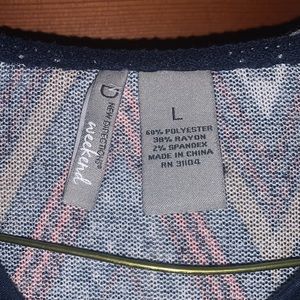 D
NEW DIRECTIONS®
weekend
L
60% POLYESTER
38% RAYON
2% SPANDEX
MADE IN CHINA
RN 31104